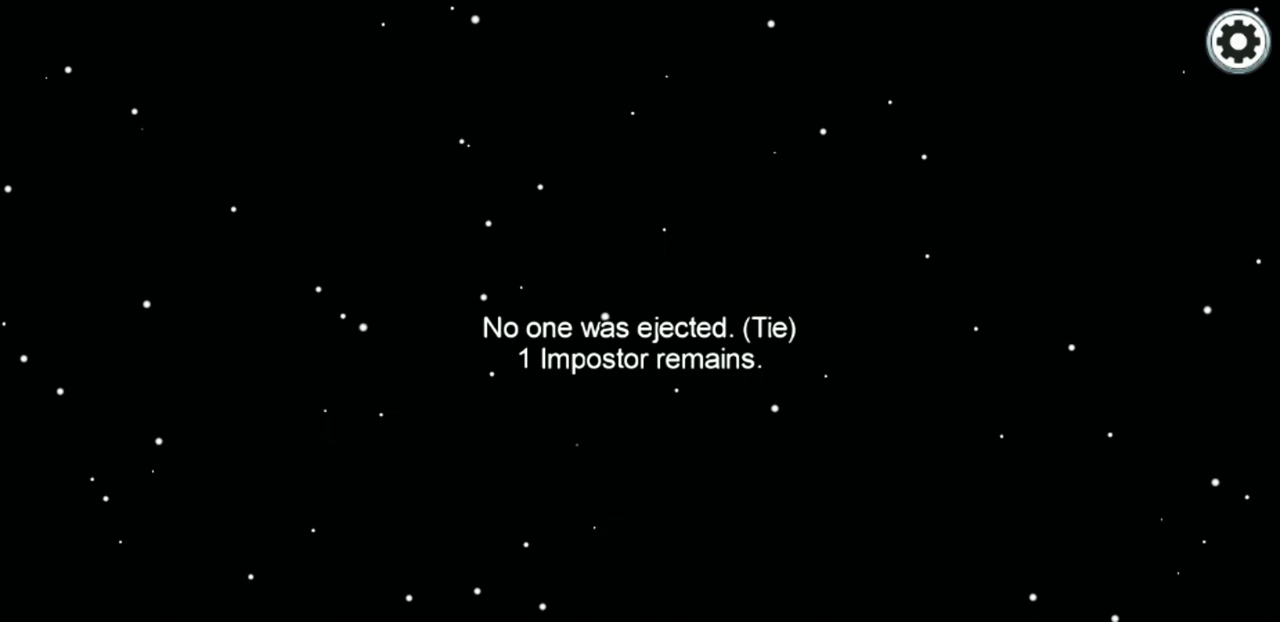 No one was ejected. (Tie)
1 Impostor remains.